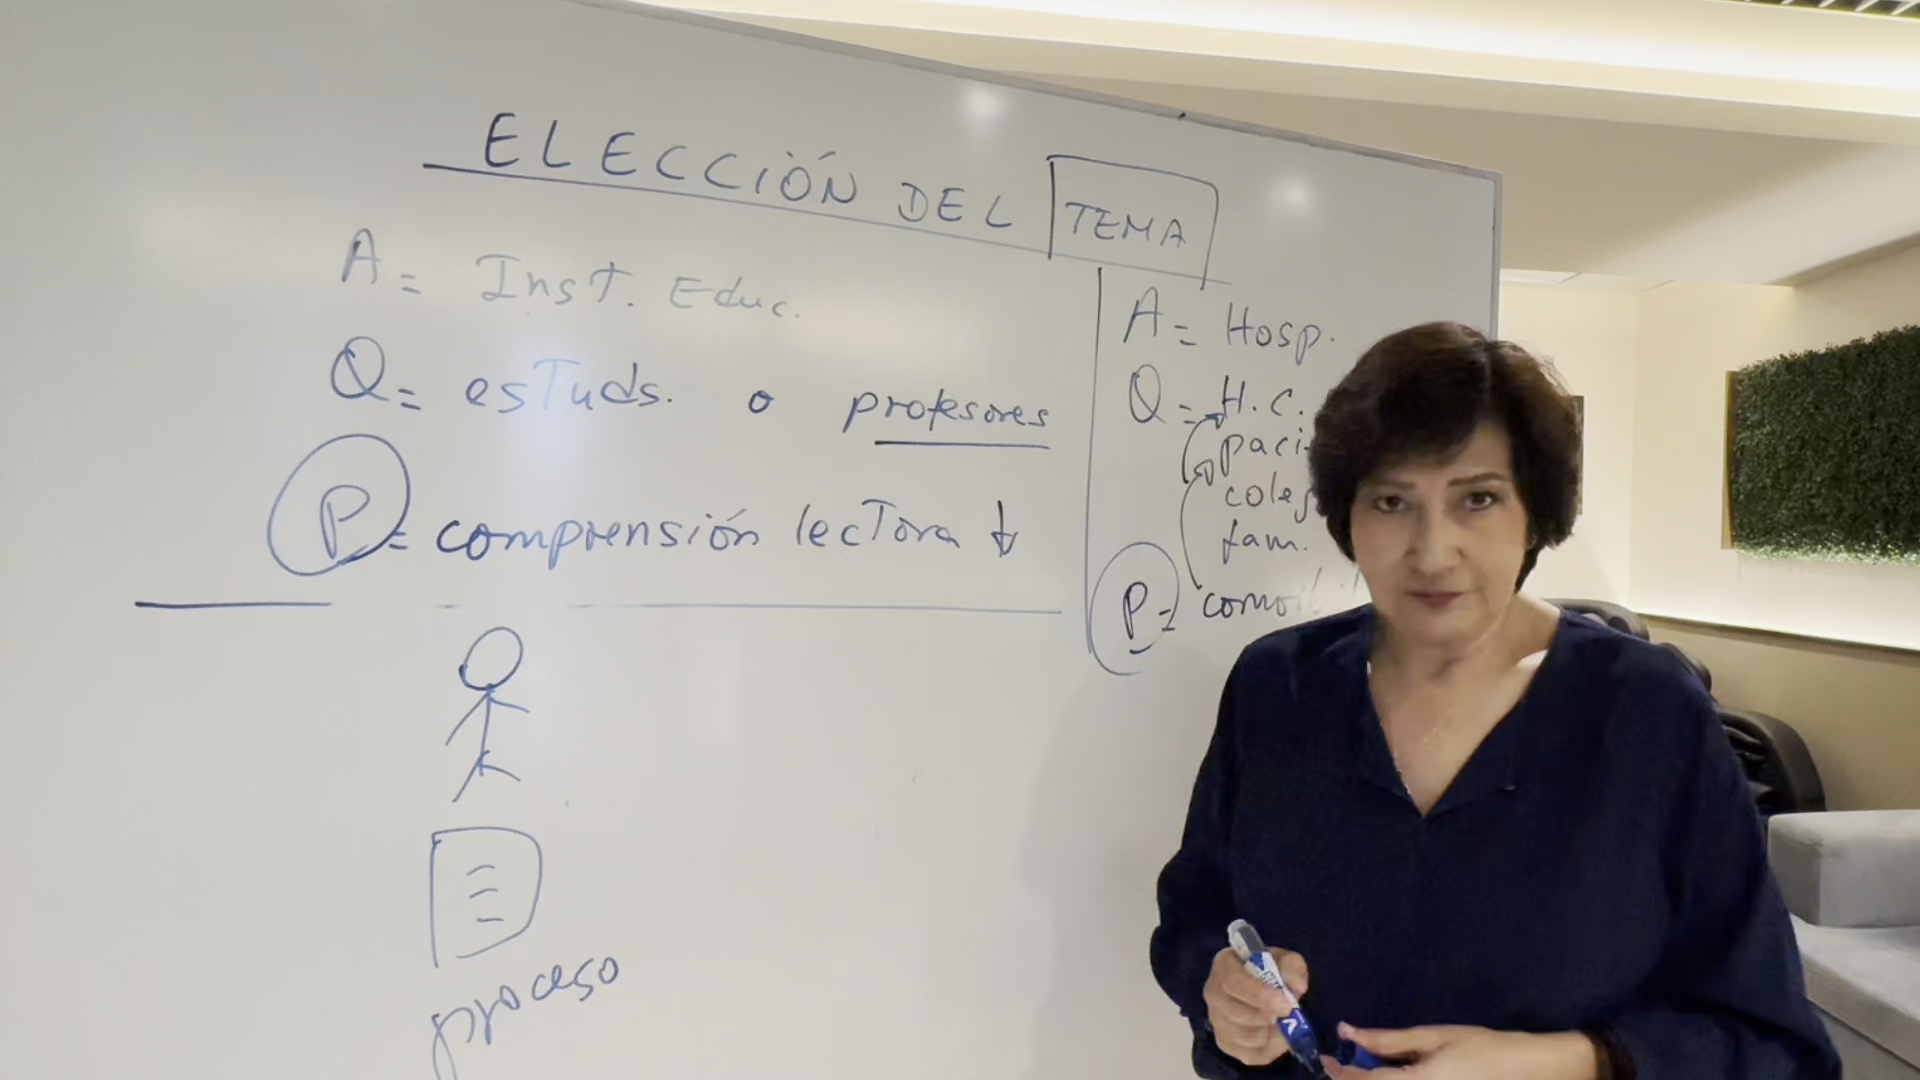 ELECCIÓN DEL TEMA
A = Inst. Educ.
Q = estuds. o profesores
P = comprensión lectora ↓
proceso
A = Hosp.
Q = H.C.
fam.
P =